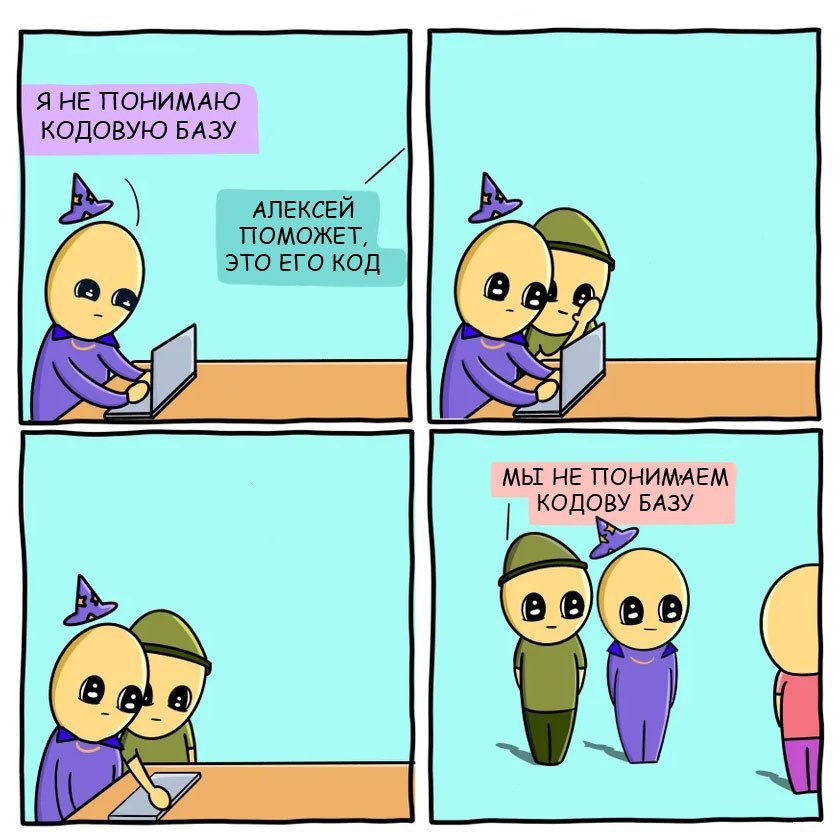 Я НЕ ПОНИМАЮ
КОДОВУЮ БАЗУ
АЛЕКСЕЙ
ПОМОЖЕТ,
ЭТО ЕГО КОД
МЫ НЕ ПОНИМАЕМ
КОДОВУ БАЗУ